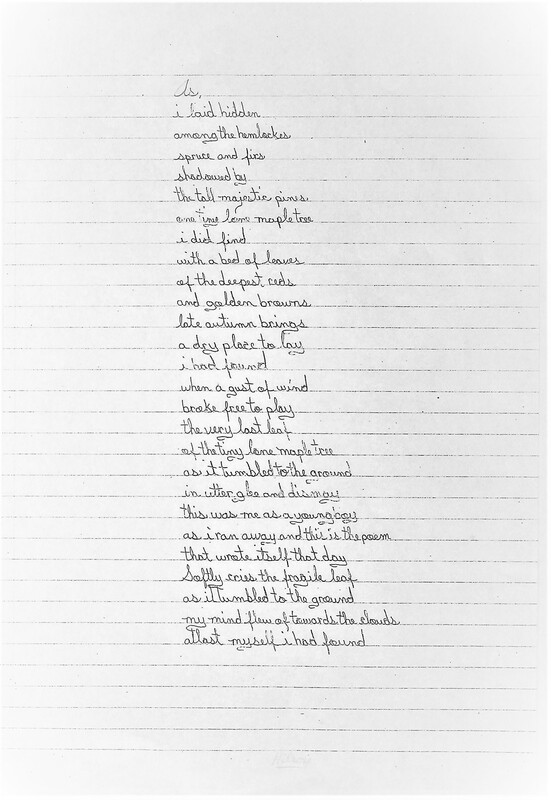 As,
i laid hidden
among the hemlockes
spruce and firs
shadowed by
the tall majestic pines
one tiny lone maple tree
i did find
with a bed of leaves
of the deepest reds
and golden browns
late autumn brings
a dry place to lay
i had found
when a gust of wind
broke free to play
the very last leaf
of the tiny lone maple tree
as it tumbled to the ground
in utter glee and dismay
this was me as a young boy
as i ran away and this is the poem
that wrote itself that day
Softly cries the fragile leaf
as it tumbled to the ground
my mind flew of towards the clouds
atlast myself i had found